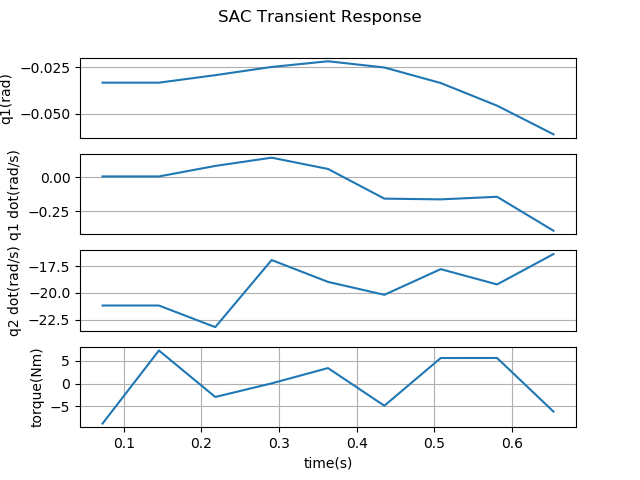 SAC Transient Response
q1(rad)
−0.025
−0.050
q1 dot(rad/s)
0.00
−0.25
q2 dot(rad/s)
−17.5
−20.0
−22.5
torque(Nm)
5
0
−5
0.1 0.2 0.3 0.4 0.5 0.6
time(s)